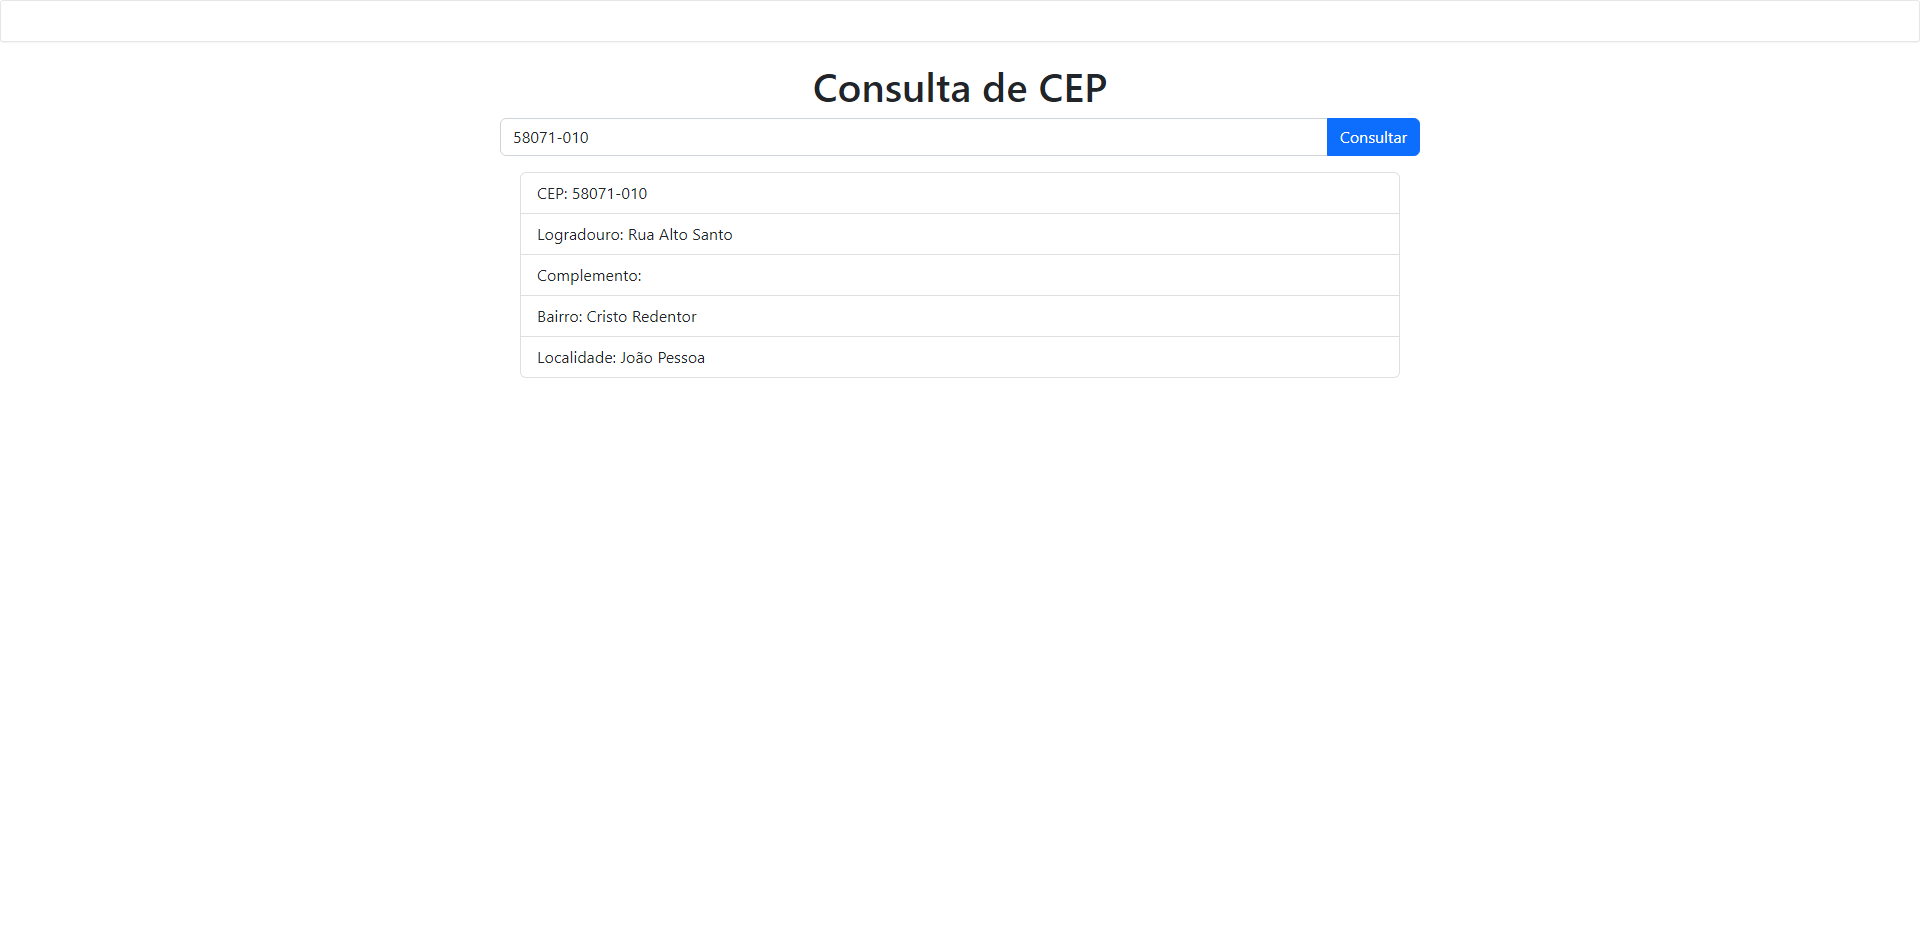 Consulta de CEP
58071-010 Consultar
CEP: 58071-010
Logradouro: Rua Alto Santo
Complemento:
Bairro: Cristo Redentor
Localidade: João Pessoa